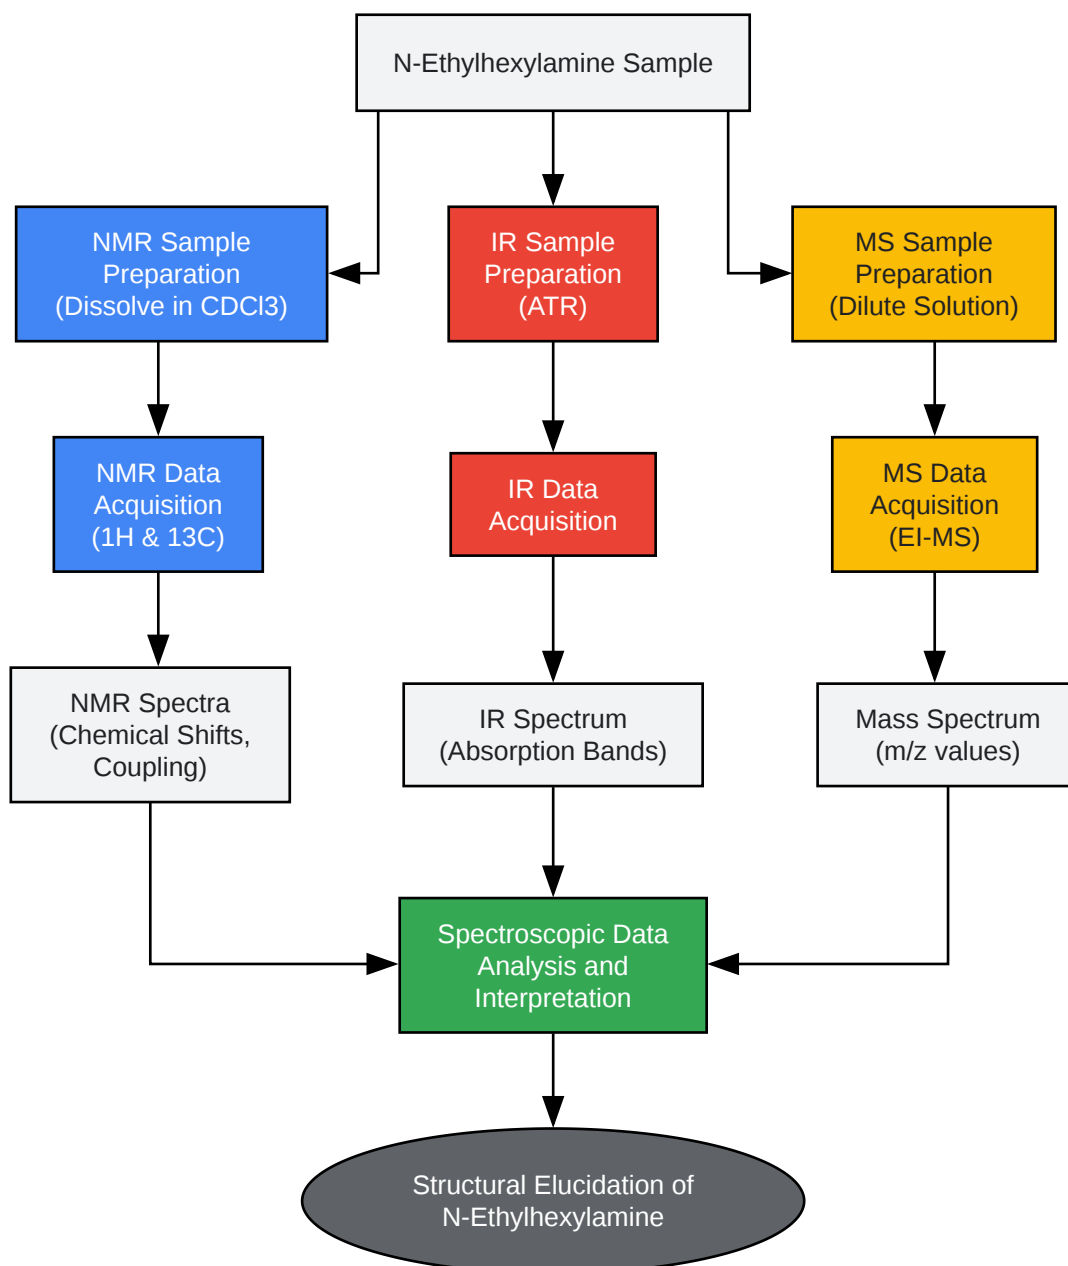 N-Ethylhexylamine Sample
NMR Sample
Preparation
(Dissolve in CDCl3)
IR Sample
Preparation
(ATR)
MS Sample
Preparation
(Dilute Solution)
NMR Data
Acquisition
(1H & 13C)
IR Data
Acquisition
MS Data
Acquisition
(EI-MS)
NMR Spectra
(Chemical Shifts,
Coupling)
IR Spectrum
(Absorption Bands)
Mass Spectrum
(m/z values)
Spectroscopic Data
Analysis and
Interpretation
Structural Elucidation of
N-Ethylhexylamine